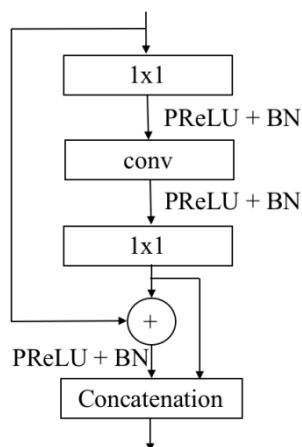 1x1
PReLU + BN
conv
PReLU + BN
1x1
+
PReLU + BN
Concatenation